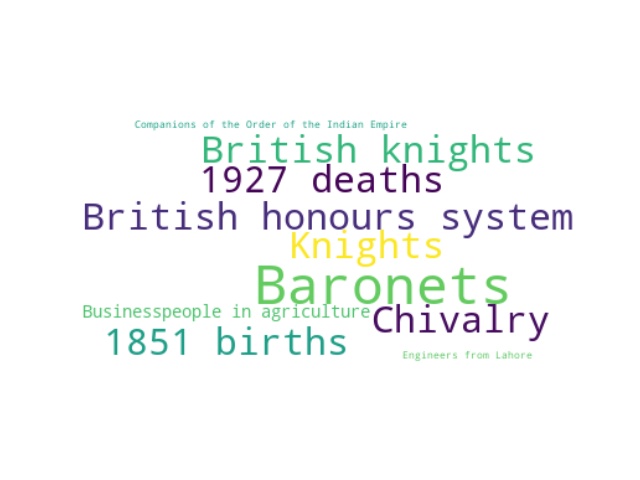 Companions of the Order of the Indian Empire
British knights
1927 deaths
British honours system
Knights
Baronets
Businesspeople in agriculture
Chivalry
1851 births
Engineers from Lahore